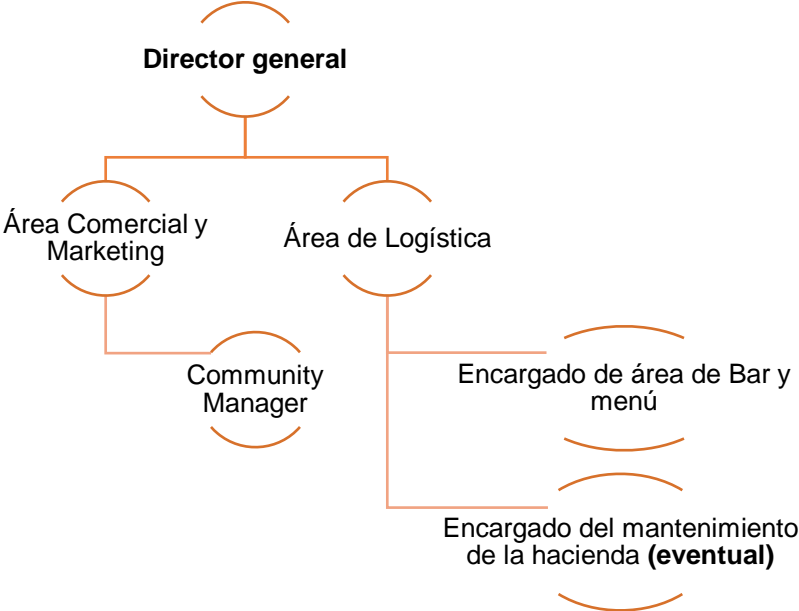 Director general
Área Comercial y
Marketing
Área de Logística
Community
Manager
Encargado de área de Bar y
menú
Encargado del mantenimiento
de la hacienda (eventual)